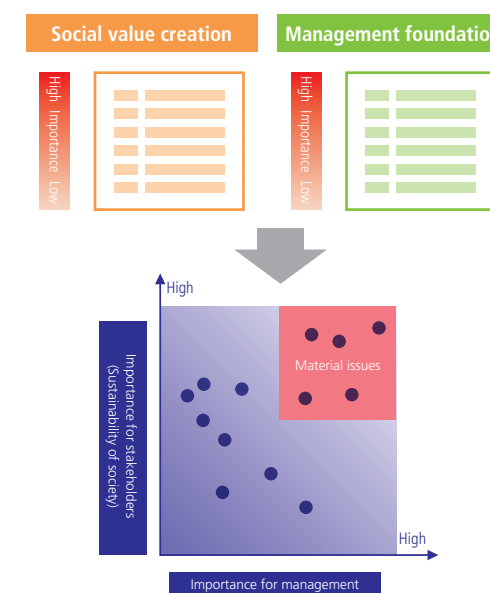 Social value creation
Management foundatio
High Importance Low
High Importance Low
High
Material issues
Importance for stakeholders
(Sustainability of society)
High
Importance for management